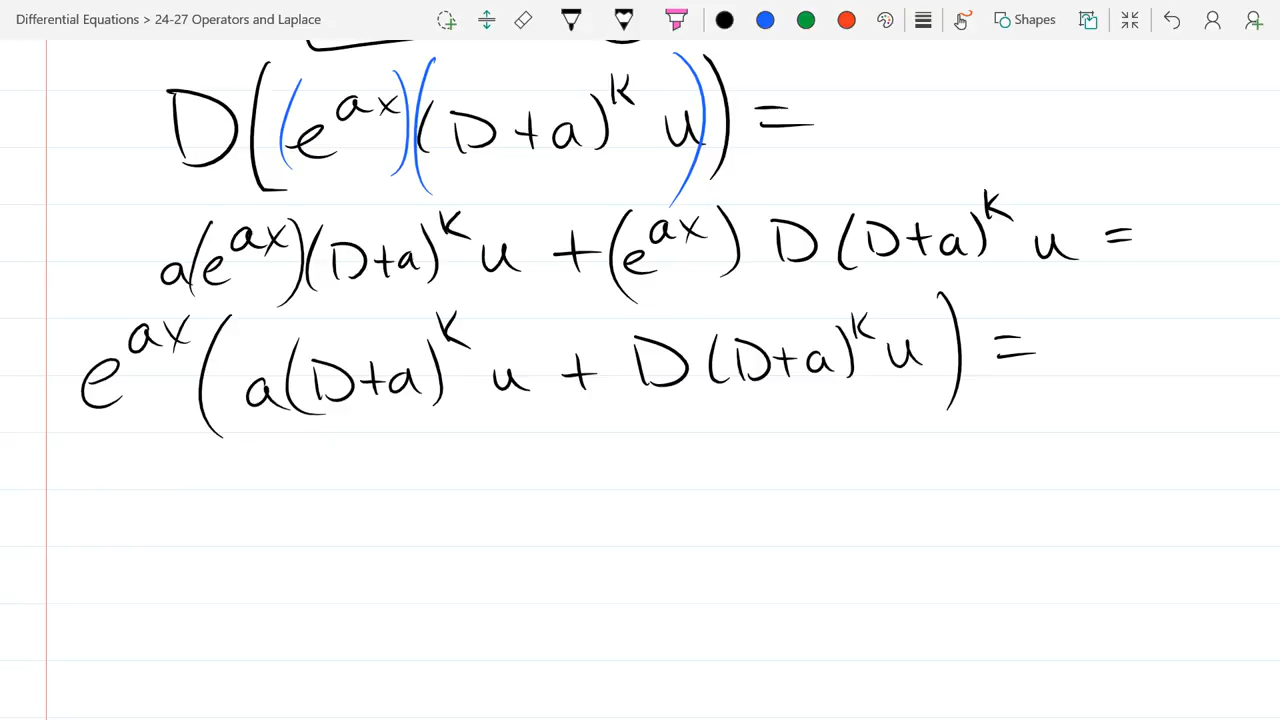 Differential Equations > 24-27 Operators and Laplace
Shapes
D[(e^{ax})((D+a)^k u)] =
a(e^{ax})(D+a)^k u + (e^{ax}) D(D+a)^k u =
e^{ax}(a(D+a)^k u + D(D+a)^k u) =